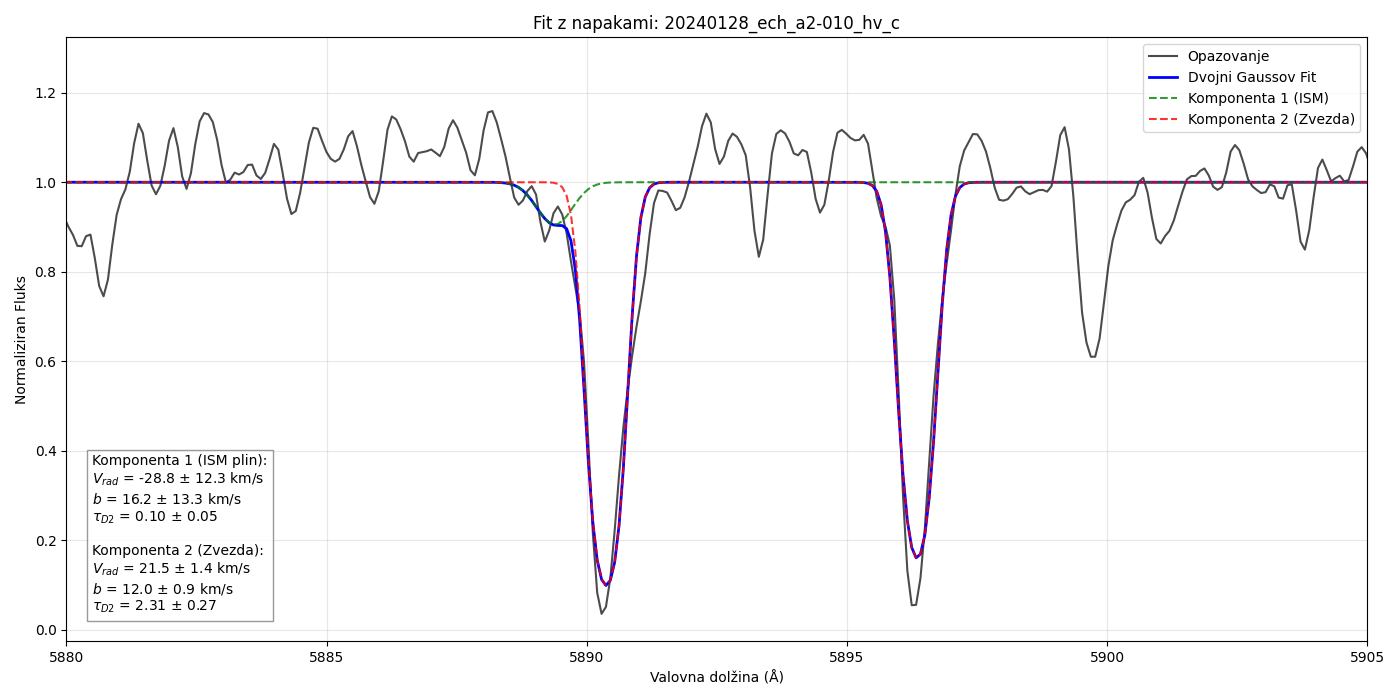 Fit z napakami: 20240128_ech_a2-010_hv_c
Normaliziran Fluks
1.2
1.0
0.8
0.6
0.4
0.2
0.0
Opazovanje
Dvojni Gaussov Fit
Komponenta 1 (ISM)
Komponenta 2 (Zvezda)
Komponenta 1 (ISM plin):
V_rad = -28.8 ± 12.3 km/s
b = 16.2 ± 13.3 km/s
τ_D2 = 0.10 ± 0.05
Komponenta 2 (Zvezda):
V_rad = 21.5 ± 1.4 km/s
b = 12.0 ± 0.9 km/s
τ_D2 = 2.31 ± 0.27
5880 5885 5890 5895 5900 5905
Valovna dolžina (Å)